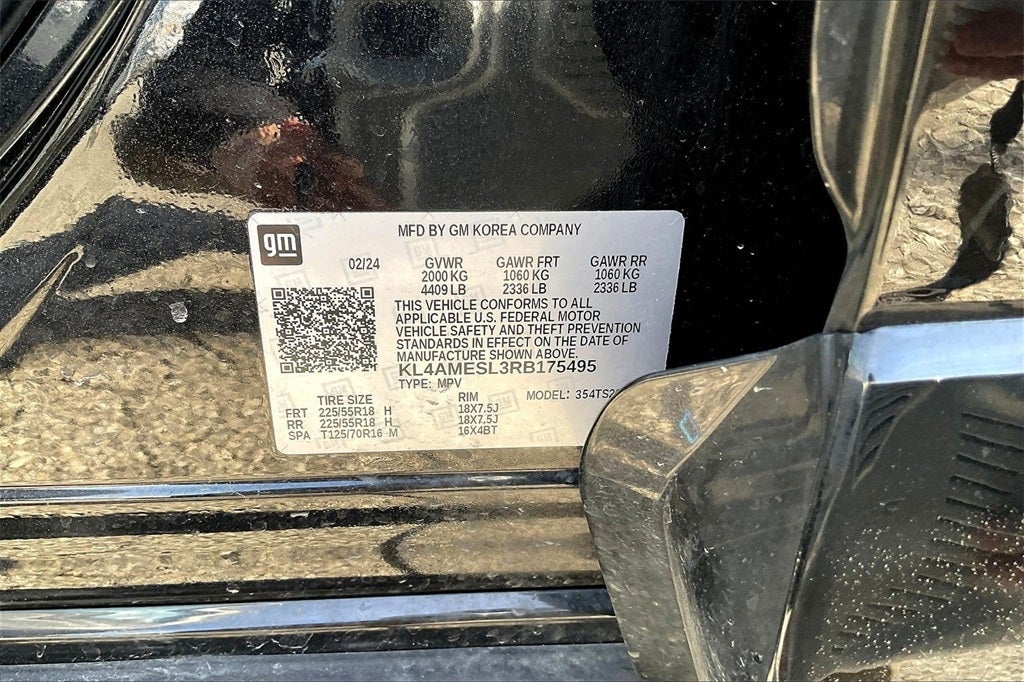 gm
MFD BY GM KOREA COMPANY
02/24 GVWR GAWR FRT GAWR RR
2000 KG 1060 KG 1060 KG
4409 LB 2336 LB 2336 LB
THIS VEHICLE CONFORMS TO ALL
APPLICABLE U.S. FEDERAL MOTOR
VEHICLE SAFETY AND THEFT PREVENTION
STANDARDS IN EFFECT ON THE DATE OF
MANUFACTURE SHOWN ABOVE.
KL4AMESL3RB175495
TYPE: MPV MODEL:
TIRE SIZE RIM
FRT 225/55R18 H 18X7.5J
RR 225/55R18 H 18X7.5J
SPA T125/70R16 M 16X4BT